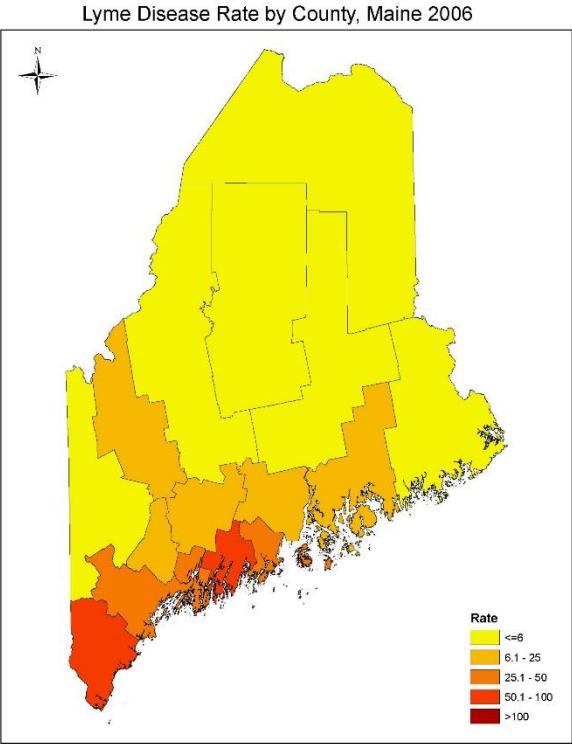 Lyme Disease Rate by County, Maine 2006
N
Rate
<=6
6.1 - 25
25.1 - 50
50.1 - 100
>100